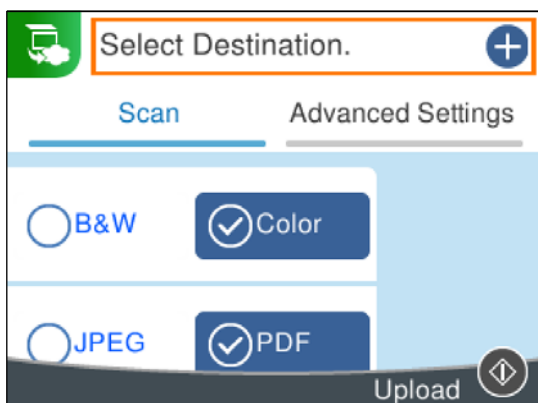 Select Destination.
Scan Advanced Settings
B&W Color
JPEG PDF
Upload